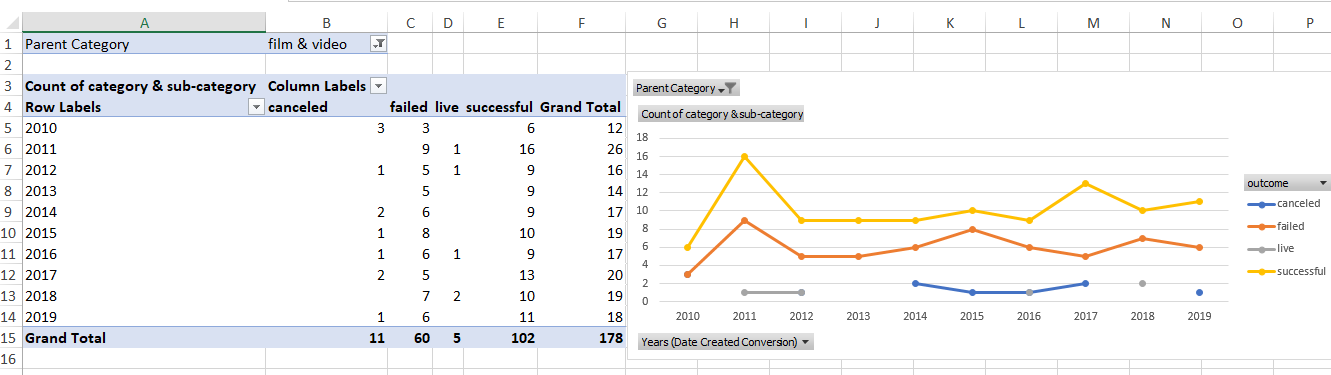 A B C D E F G H I J K L M N O P
1 Parent Category film & video
2
3 Count of category & sub-category Column Labels
4 Row Labels canceled failed live successful Grand Total
5 2010 3 3 6 12
6 2011 9 1 16 26
7 2012 1 5 1 9 16
8 2013 5 9 14
9 2014 2 6 9 17
10 2015 1 8 10 19
11 2016 1 6 1 9 17
12 2017 2 5 13 20
13 2018 7 2 10 19
14 2019 1 6 11 18
15 Grand Total 11 60 5 102 178
16
Parent Category
Count of category & sub-category
18
16
14
12
10
8
6
4
2
0
2010 2011 2012 2013 2014 2015 2016 2017 2018 2019
Years (Date Created Conversion)
outcome
canceled
failed
live
successful